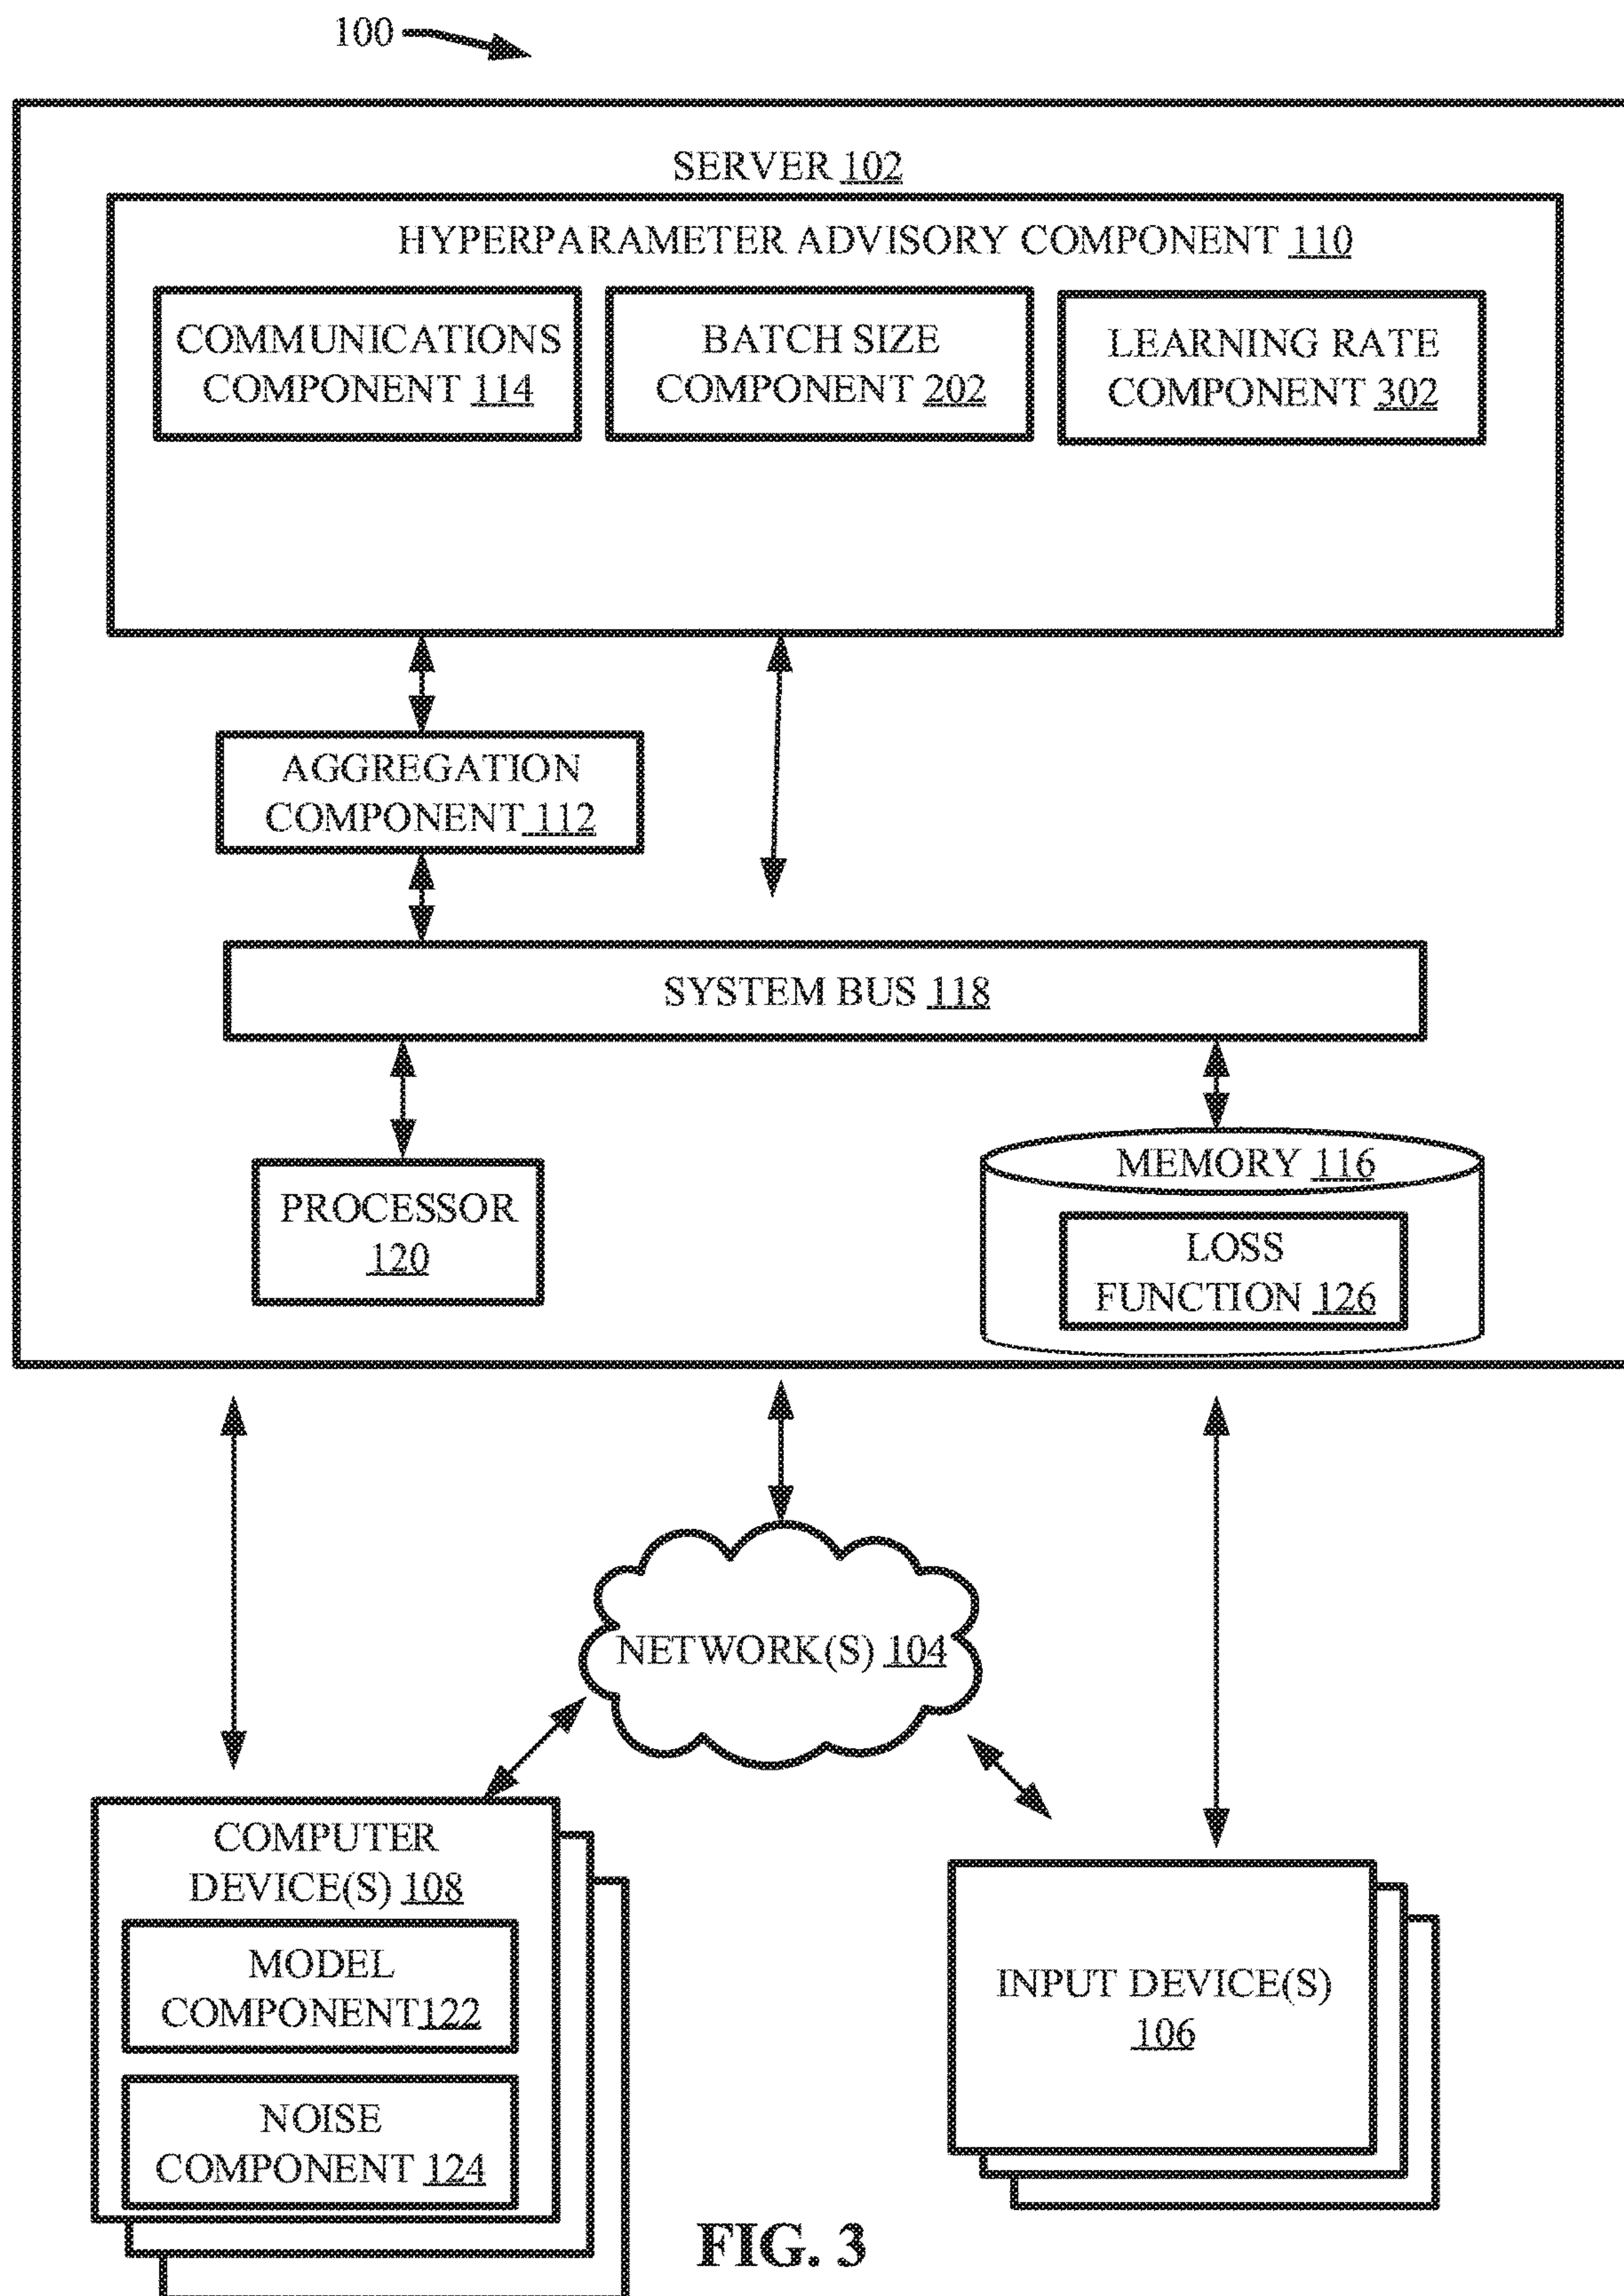 100
SERVER 102
HYPERPARAMETER ADVISORY COMPONENT 110
COMMUNICATIONS
COMPONENT 114
BATCH SIZE
COMPONENT 202
LEARNING RATE
COMPONENT 302
AGGREGATION
COMPONENT 112
SYSTEM BUS 118
PROCESSOR
120
MEMORY 116
LOSS
FUNCTION 126
NETWORK(S) 104
COMPUTER
DEVICE(S) 108
MODEL
COMPONENT122
NOISE
COMPONENT 124
INPUT DEVICE(S)
106
FIG. 3